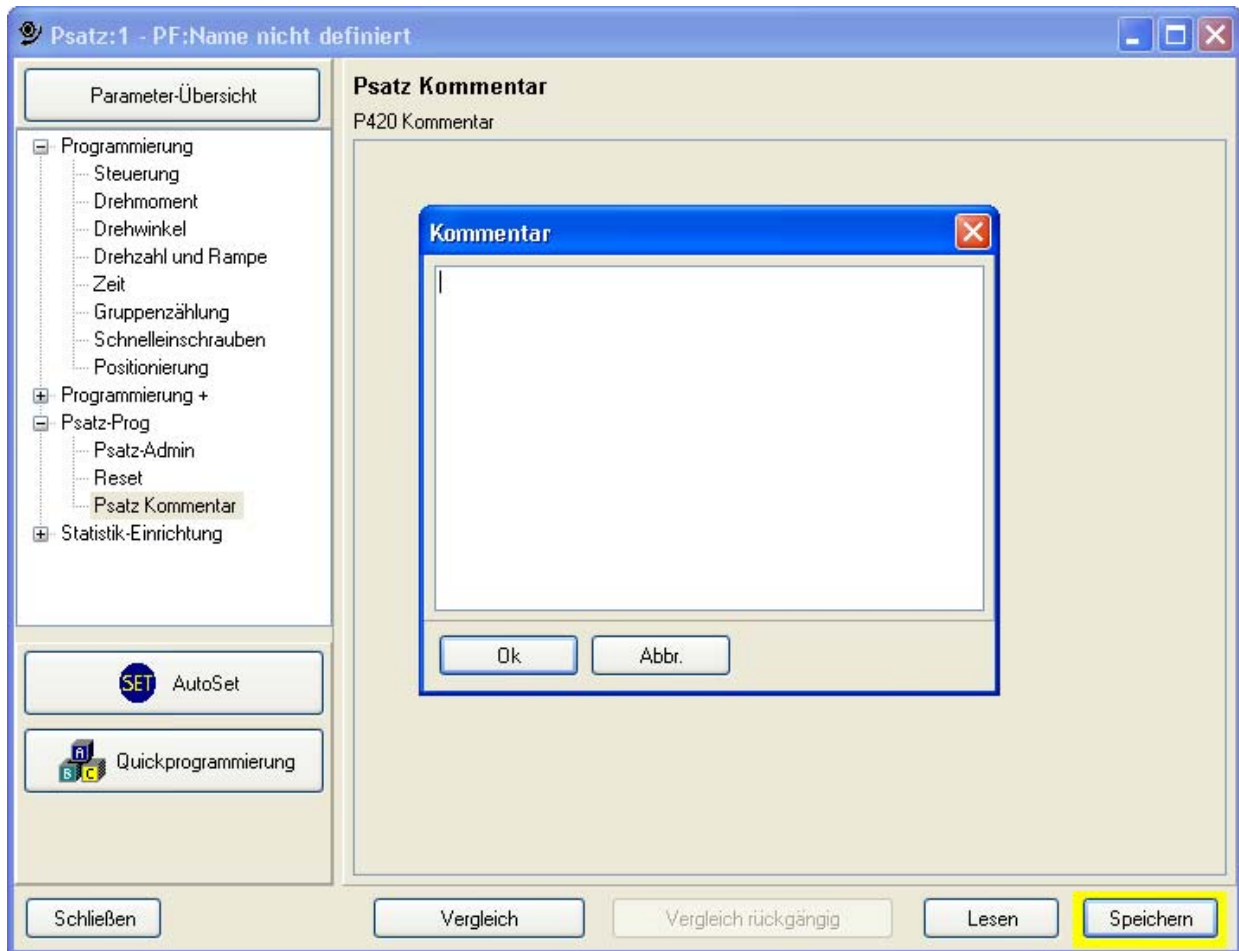 Psatz:1 - PF:Name nicht definiert
Parameter-Übersicht
Programmierung
Steuerung
Drehmoment
Drehwinkel
Drehzahl und Rampe
Zeit
Gruppenzählung
Schnelleinschrauben
Positionierung
Programmierung +
Psatz-Prog
Psatz-Admin
Reset
Psatz Kommentar
Statistik-Einrichtung
SET AutoSet
A B C Quickprogrammierung
Psatz Kommentar
P420 Kommentar
Kommentar
Ok Abbr.
Schließen Vergleich Vergleich rückgängig Lesen Speichern